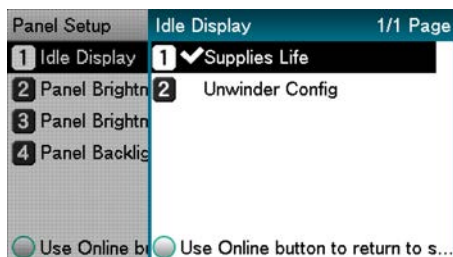 Panel Setup
1 Idle Display
2 Panel Brightn
3 Panel Brightn
4 Panel Backlig
Use Online bu
Idle Display 1/1 Page
1 ✔Supplies Life
2 Unwinder Config
Use Online button to return to s...